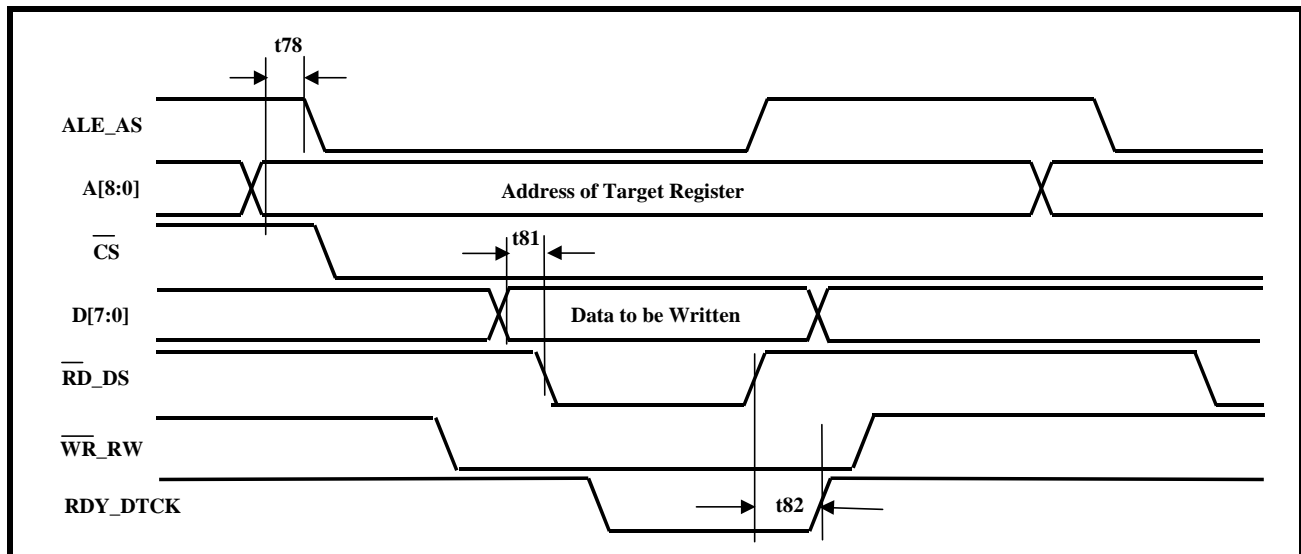 t78
ALE_AS
A[8:0]
Address of Target Register
CS
t81
D[7:0]
Data to be Written
RD_DS
WR_RW
RDY_DTCK
t82